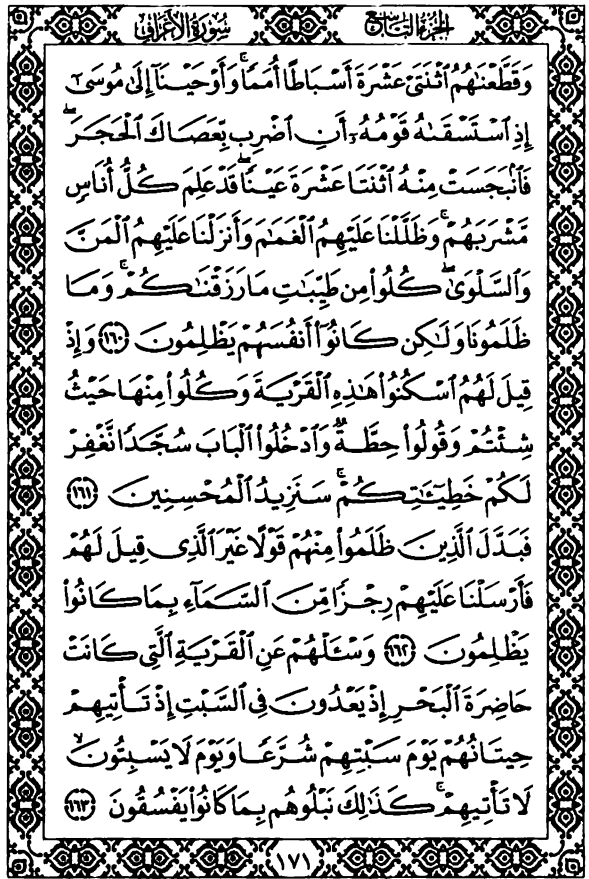 الجزء التاسع
سورة الأعراف
وَقَطَّعْنَٰهُمُ ٱثْنَتَىْ عَشْرَةَ أَسْبَاطًا أُمَمًا ۚ وَأَوْحَيْنَآ إِلَىٰ مُوسَىٰٓ
إِذِ ٱسْتَسْقَىٰهُ قَوْمُهُۥٓ أَنِ ٱضْرِب بِّعَصَاكَ ٱلْحَجَرَ ۖ
فَٱنۢبَجَسَتْ مِنْهُ ٱثْنَتَا عَشْرَةَ عَيْنًا ۖ قَدْ عَلِمَ كُلُّ أُنَاسٍ
مَّشْرَبَهُمْ ۚ وَظَلَّلْنَا عَلَيْهِمُ ٱلْغَمَٰمَ وَأَنزَلْنَا عَلَيْهِمُ ٱلْمَنَّ
وَٱلسَّلْوَىٰ ۖ كُلُوا۟ مِن طَيِّبَٰتِ مَا رَزَقْنَٰكُمْ ۚ وَمَا
ظَلَمُونَا وَلَٰكِن كَانُوٓا۟ أَنفُسَهُمْ يَظْلِمُونَ ١٦٠ وَإِذْ
قِيلَ لَهُمُ ٱسْكُنُوا۟ هَٰذِهِ ٱلْقَرْيَةَ وَكُلُوا۟ مِنْهَا حَيْثُ
شِئْتُمْ وَقُولُوا۟ حِطَّةٌ وَٱدْخُلُوا۟ ٱلْبَابَ سُجَّدًا نَّغْفِرْ
لَكُمْ خَطِيٓـَٰٔتِكُمْ ۚ سَنَزِيدُ ٱلْمُحْسِنِينَ ١٦١
فَبَدَّلَ ٱلَّذِينَ ظَلَمُوا۟ مِنْهُمْ قَوْلًا غَيْرَ ٱلَّذِى قِيلَ لَهُمْ
فَأَرْسَلْنَا عَلَيْهِمْ رِجْزًا مِّنَ ٱلسَّمَآءِ بِمَا كَانُوا۟
يَظْلِمُونَ ١٦٢ وَسْـَٔلْهُمْ عَنِ ٱلْقَرْيَةِ ٱلَّتِى كَانَتْ
حَاضِرَةَ ٱلْبَحْرِ إِذْ يَعْدُونَ فِى ٱلسَّبْتِ إِذْ تَأْتِيهِمْ
حِيتَانُهُمْ يَوْمَ سَبْتِهِمْ شُرَّعًا وَيَوْمَ لَا يَسْبِتُونَ ۙ
لَا تَأْتِيهِمْ ۚ كَذَٰلِكَ نَبْلُوهُم بِمَا كَانُوا۟ يَفْسُقُونَ ١٦٣
١٧١